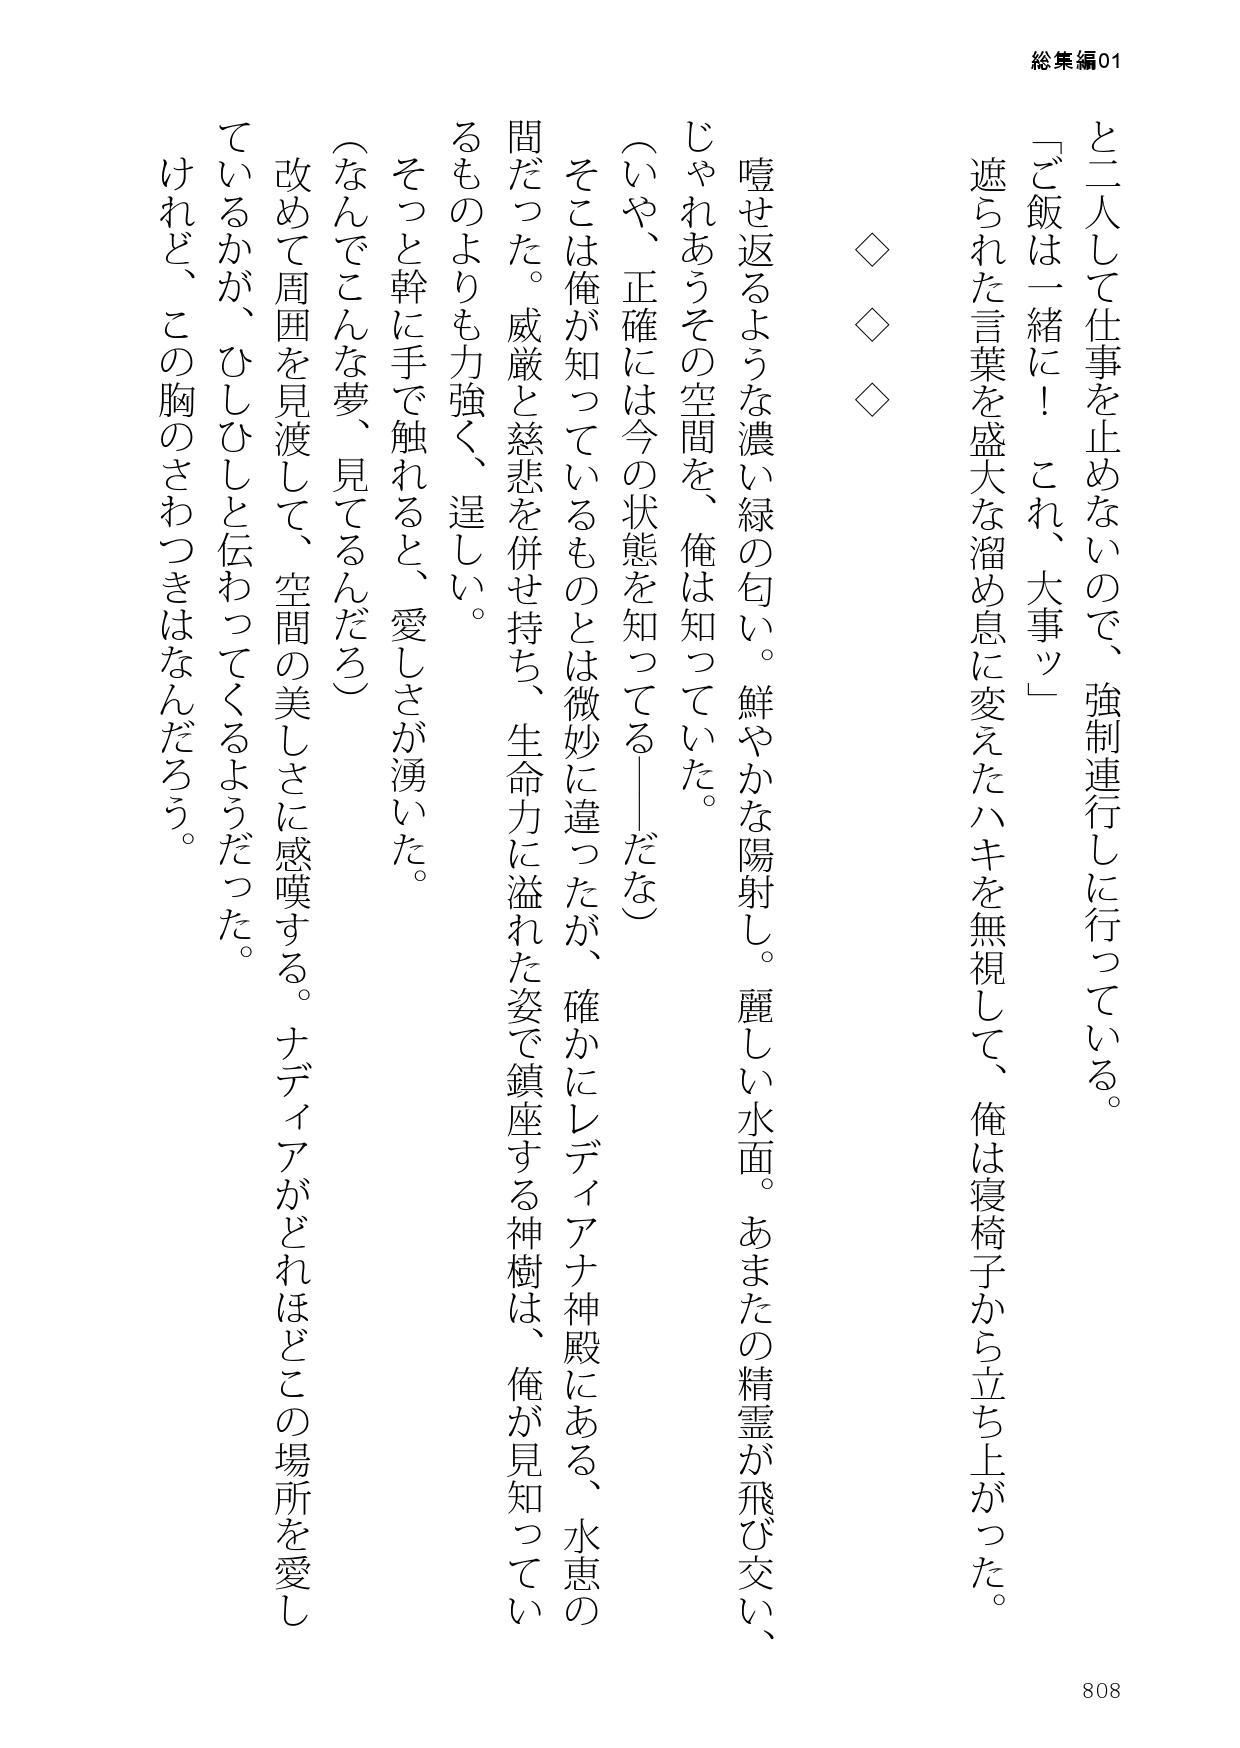 総集編01
と二人して仕事を止めないので、強制連行しに行っている。
「ご飯は一緒に！　これ、大事ッ」
遮られた言葉を盛大な溜め息に変えたハキを無視して、俺は寝椅子から立ち上がった。
◇　◇　◇
噎せ返るような濃い緑の匂い。鮮やかな陽射し。麗しい水面。あまたの精霊が飛び交い、
じゃれあうその空間を、俺は知っていた。
（いや、正確には今の状態を知ってる――だな）
そこは俺が知っているものとは微妙に違ったが、確かにレディアナ神殿にある、水恵の
間だった。威厳と慈悲を併せ持ち、生命力に溢れた姿で鎮座する神樹は、俺が見知ってい
るものよりも力強く、逞しい。
そっと幹に手で触れると、愛しさが湧いた。
（なんでこんな夢、見てるんだろ）
改めて周囲を見渡して、空間の美しさに感嘆する。ナディアがどれほどこの場所を愛し
ているかが、ひしひしと伝わってくるようだった。
けれど、この胸のさわつきはなんだろう。
808